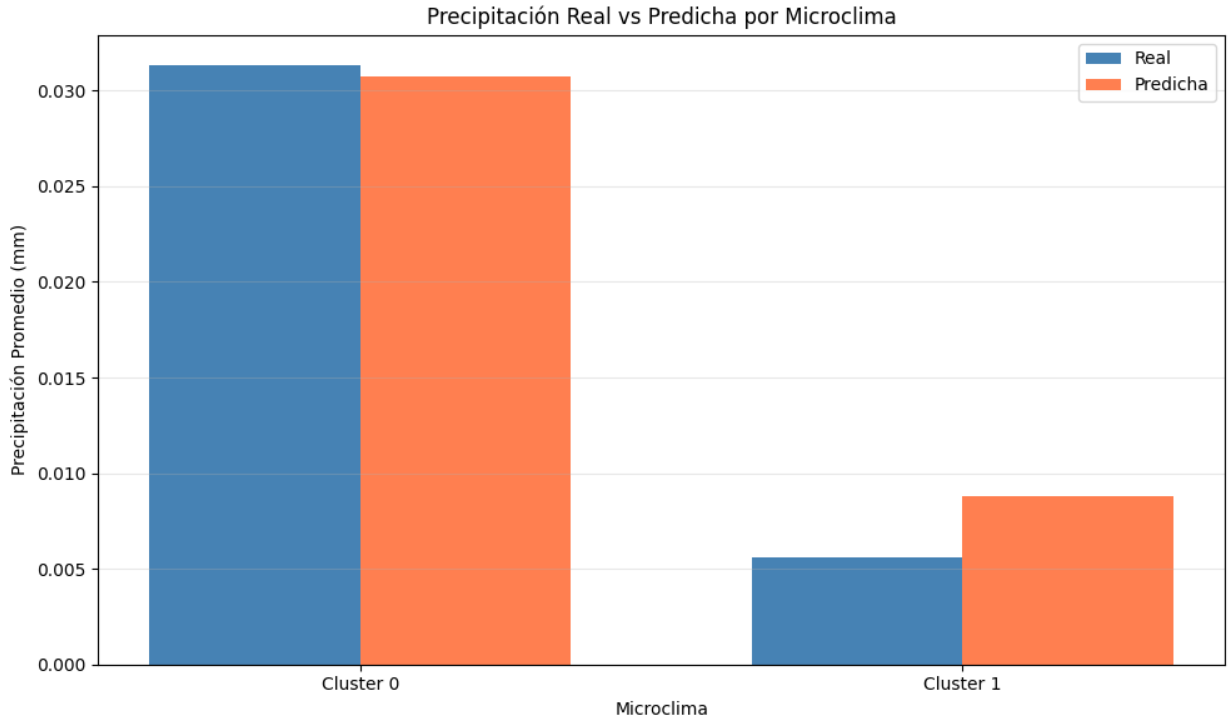 Precipitación Real vs Predicha por Microclima
Real
Predicha
Precipitación Promedio (mm)
0.030
0.025
0.020
0.015
0.010
0.005
0.000
Cluster 0
Cluster 1
Microclima